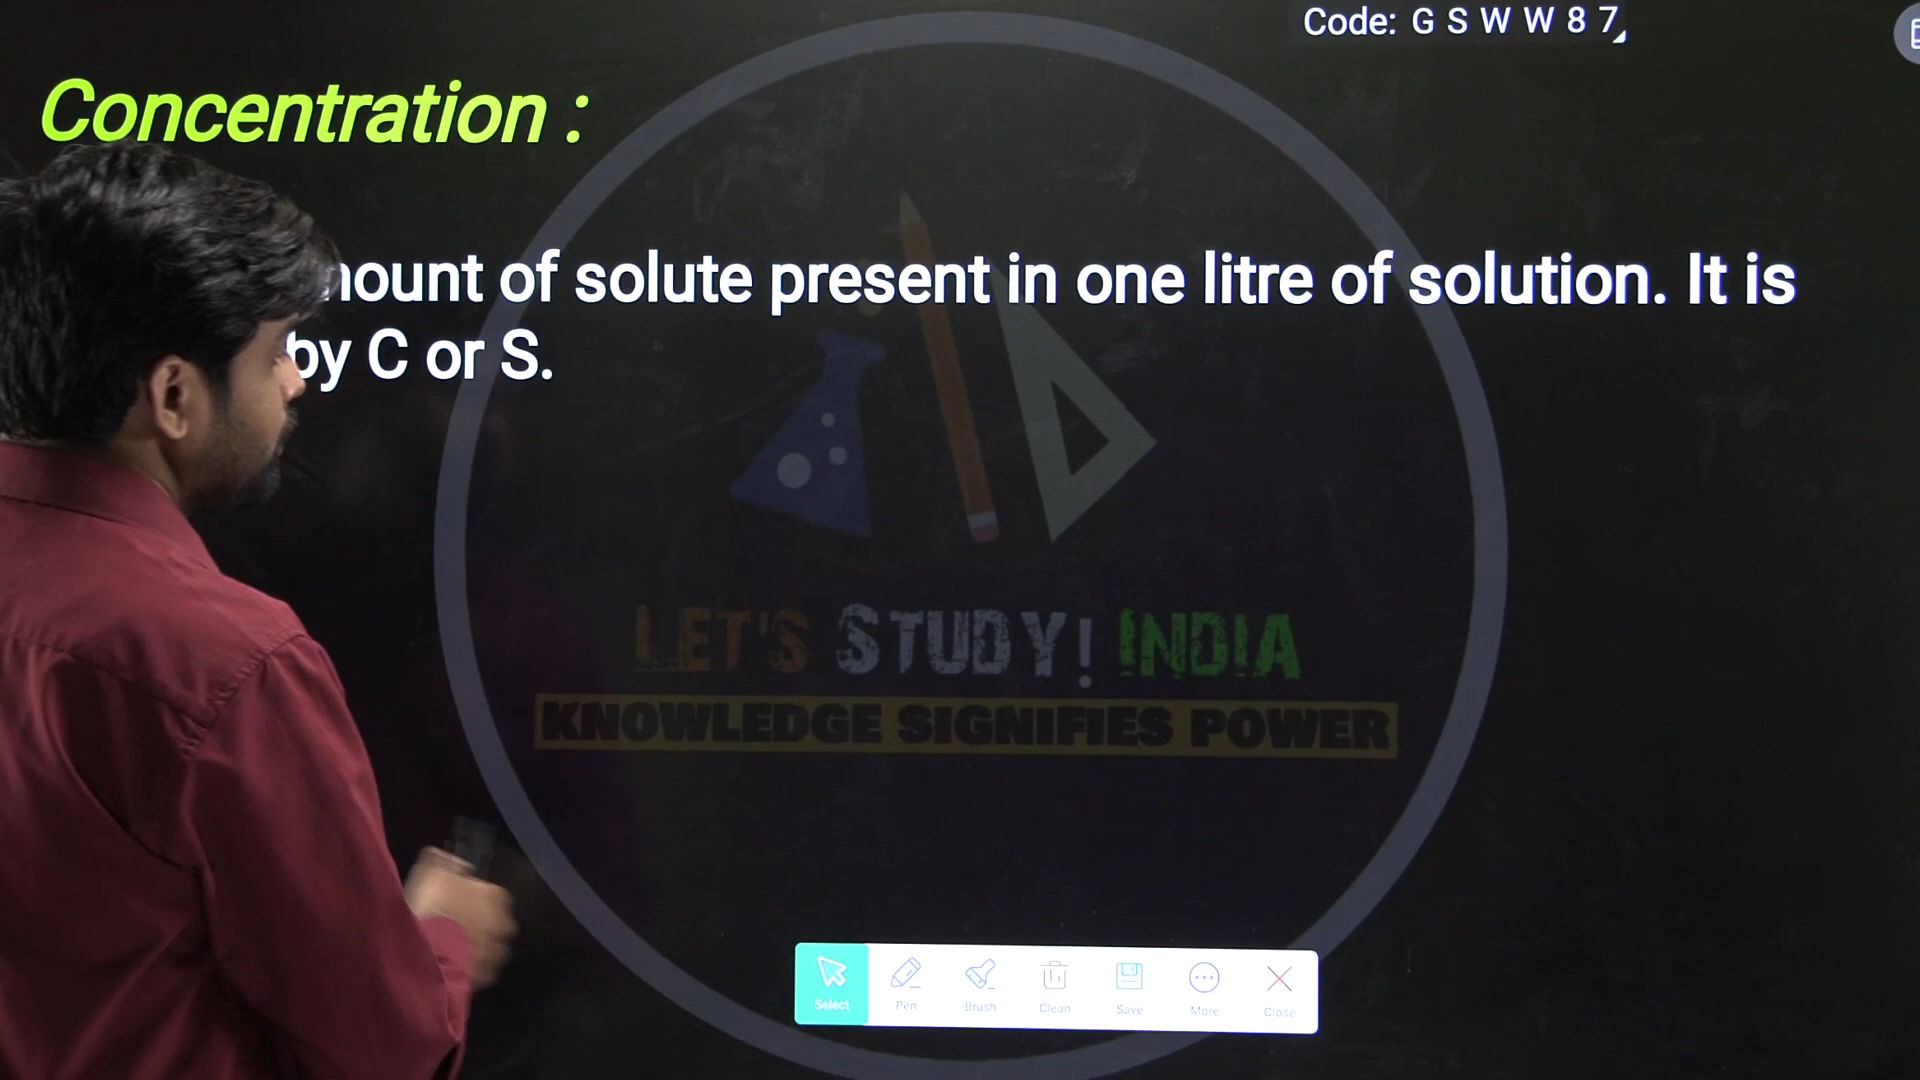 Code: G S W W 8 7
Concentration :
mount of solute present in one litre of solution. It is
by C or S.
LET'S STUDY! INDIA
KNOWLEDGE SIGNIFIES POWER
Select Pen Brush Clean Save More Close